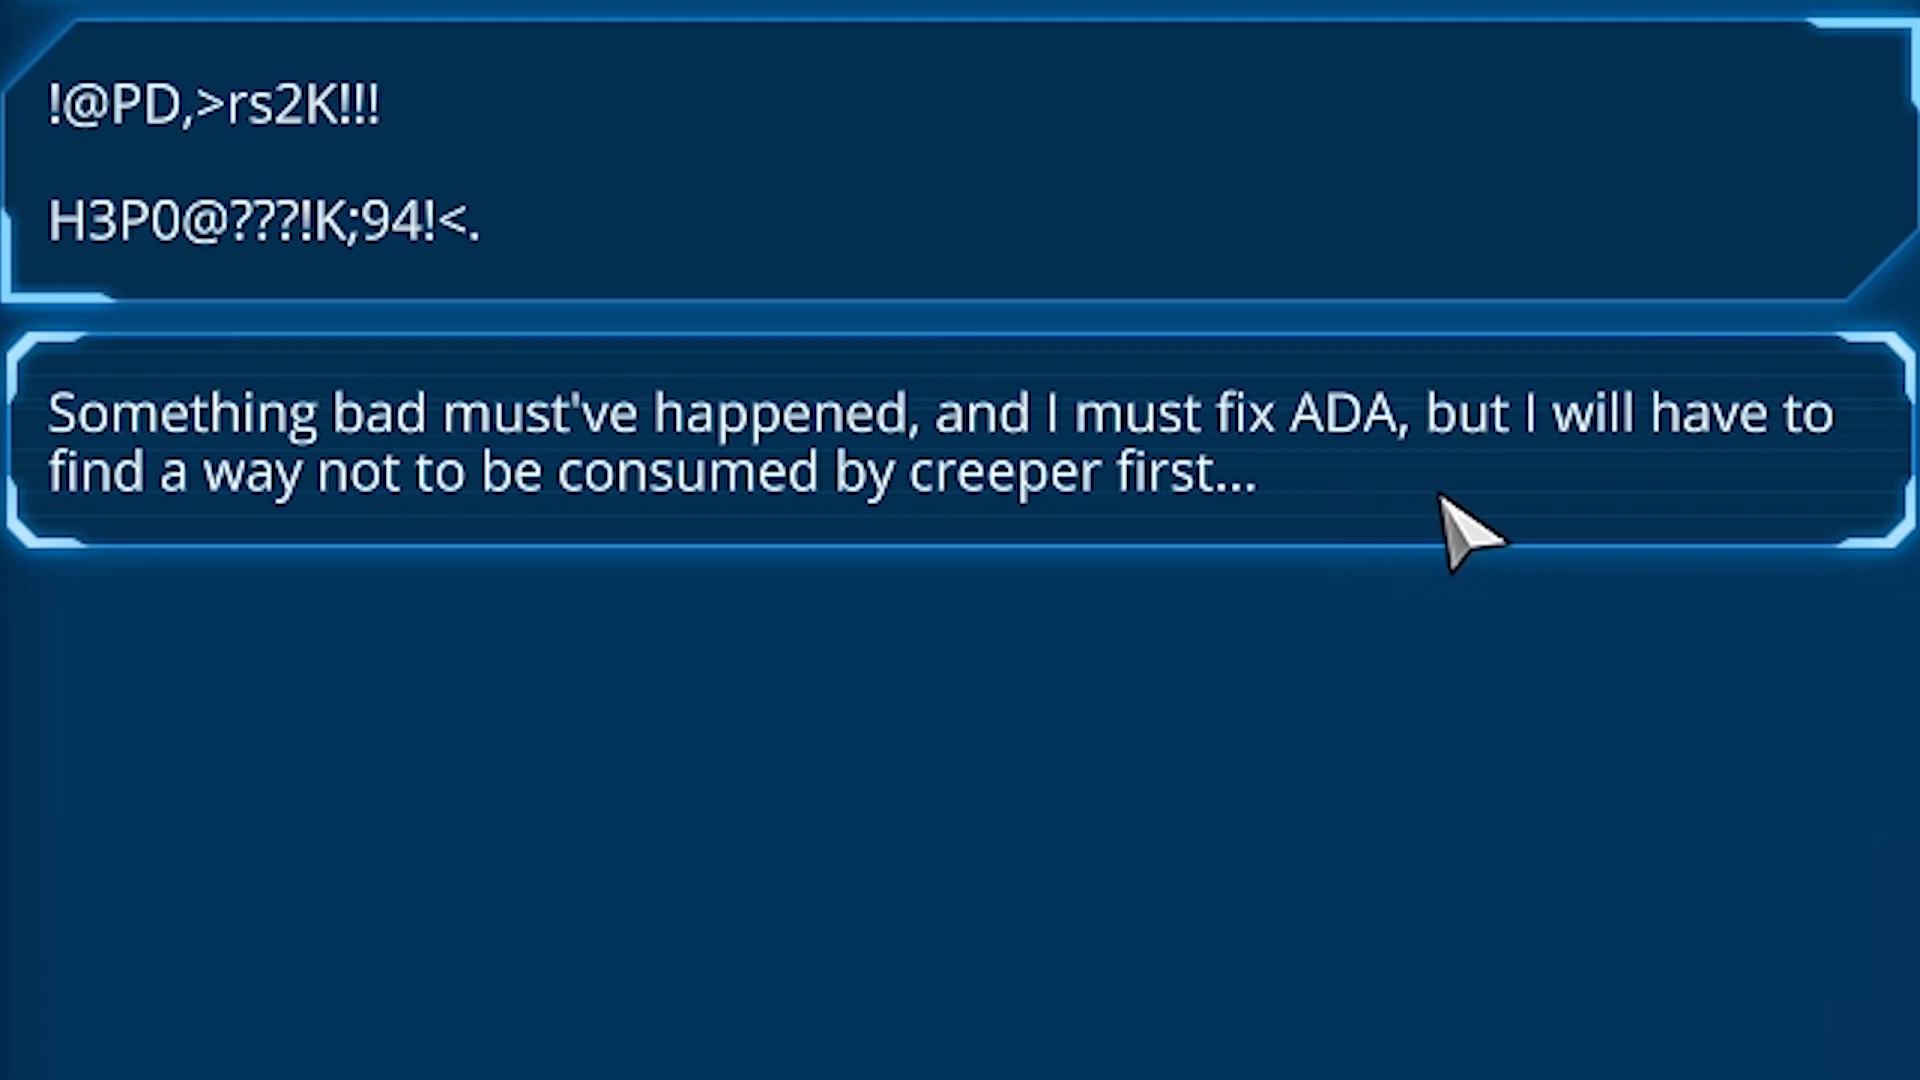 !@PD,>rs2K!!!
H3P0@???!K;94!<.
Something bad must've happened, and I must fix ADA, but I will have to
find a way not to be consumed by creeper first...